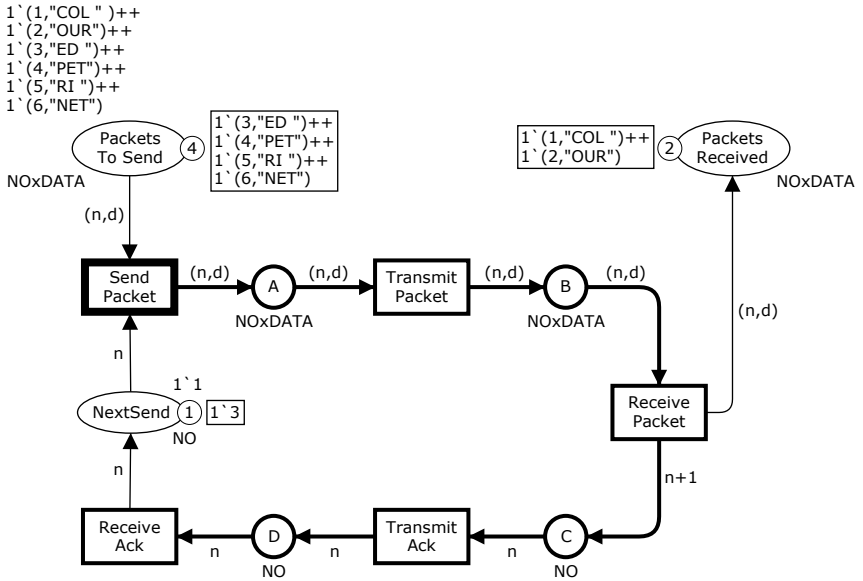 1`(1,"COL ")++
1`(2,"OUR")++
1`(3,"ED ")++
1`(4,"PET")++
1`(5,"RI ")++
1`(6,"NET")
Packets
To Send
4
1`(3,"ED ")++
1`(4,"PET")++
1`(5,"RI ")++
1`(6,"NET")
NOxDATA
1`(1,"COL ")++
1`(2,"OUR")
2
Packets
Received
NOxDATA
(n,d)
Send
Packet
(n,d)
A
NOxDATA
(n,d)
Transmit
Packet
(n,d)
B
NOxDATA
(n,d)
(n,d)
n
1`1
NextSend
1
1`3
NO
Receive
Packet
n
n+1
Receive
Ack
n
D
NO
n
Transmit
Ack
n
C
NO